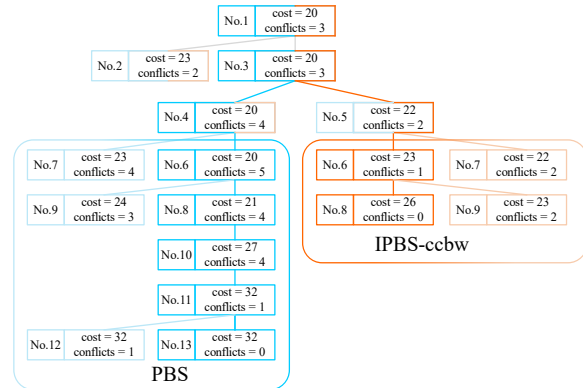 No.1
cost = 20
conflicts = 3
No.2
cost = 23
conflicts = 2
No.3
cost = 20
conflicts = 3
No.4
cost = 20
conflicts = 4
No.5
cost = 22
conflicts = 2
No.7
cost = 23
conflicts = 4
No.6
cost = 20
conflicts = 5
No.6
cost = 23
conflicts = 1
No.7
cost = 22
conflicts = 2
No.9
cost = 24
conflicts = 3
No.8
cost = 21
conflicts = 4
No.8
cost = 26
conflicts = 0
No.9
cost = 23
conflicts = 2
IPBS-ccbw
No.10
cost = 27
conflicts = 4
No.11
cost = 32
conflicts = 1
No.12
cost = 32
conflicts = 1
No.13
cost = 32
conflicts = 0
PBS